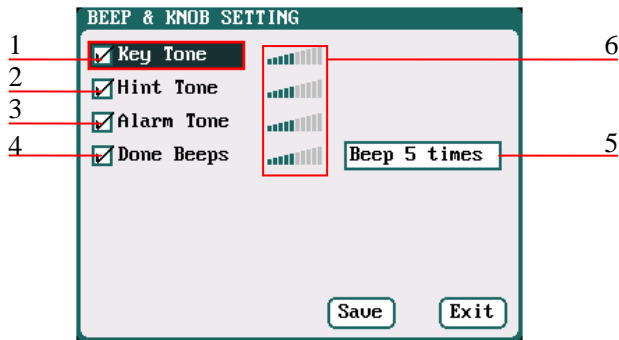 BEEP & KNOB SETTING
1 Key Tone 6
2 Hint Tone
3 Alarm Tone
4 Done Beeps Beep 5 times 5
Save Exit